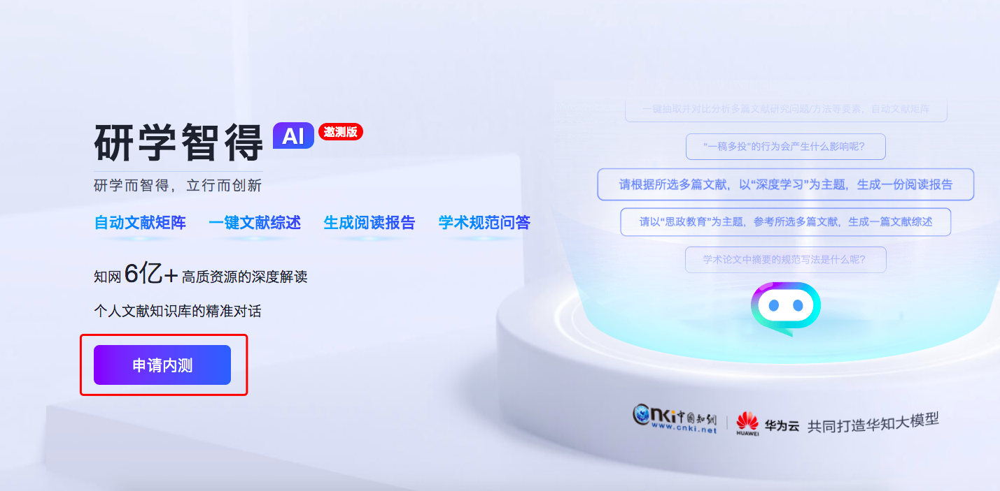 研学智得 AI 邀测版
研学而智得，立行而创新
自动文献矩阵 一键文献综述 生成阅读报告 学术规范问答
知网6亿+高质资源的深度解读
个人文献知识库的精准对话
申请内测
一键抽取并对比分析多篇文献研究问题/方法等要素，自动文献矩阵
“一稿多投”的行为会产生什么影响呢？
请根据所选多篇文献，以“深度学习”为主题，生成一份阅读报告
请以“思政教育”为主题，参考所选多篇文献，生成一篇文献综述
学术论文中摘要的规范写法是什么呢？
cnki 中国知网
www.cnki.net
HUAWEI
华为云 共同打造华知大模型